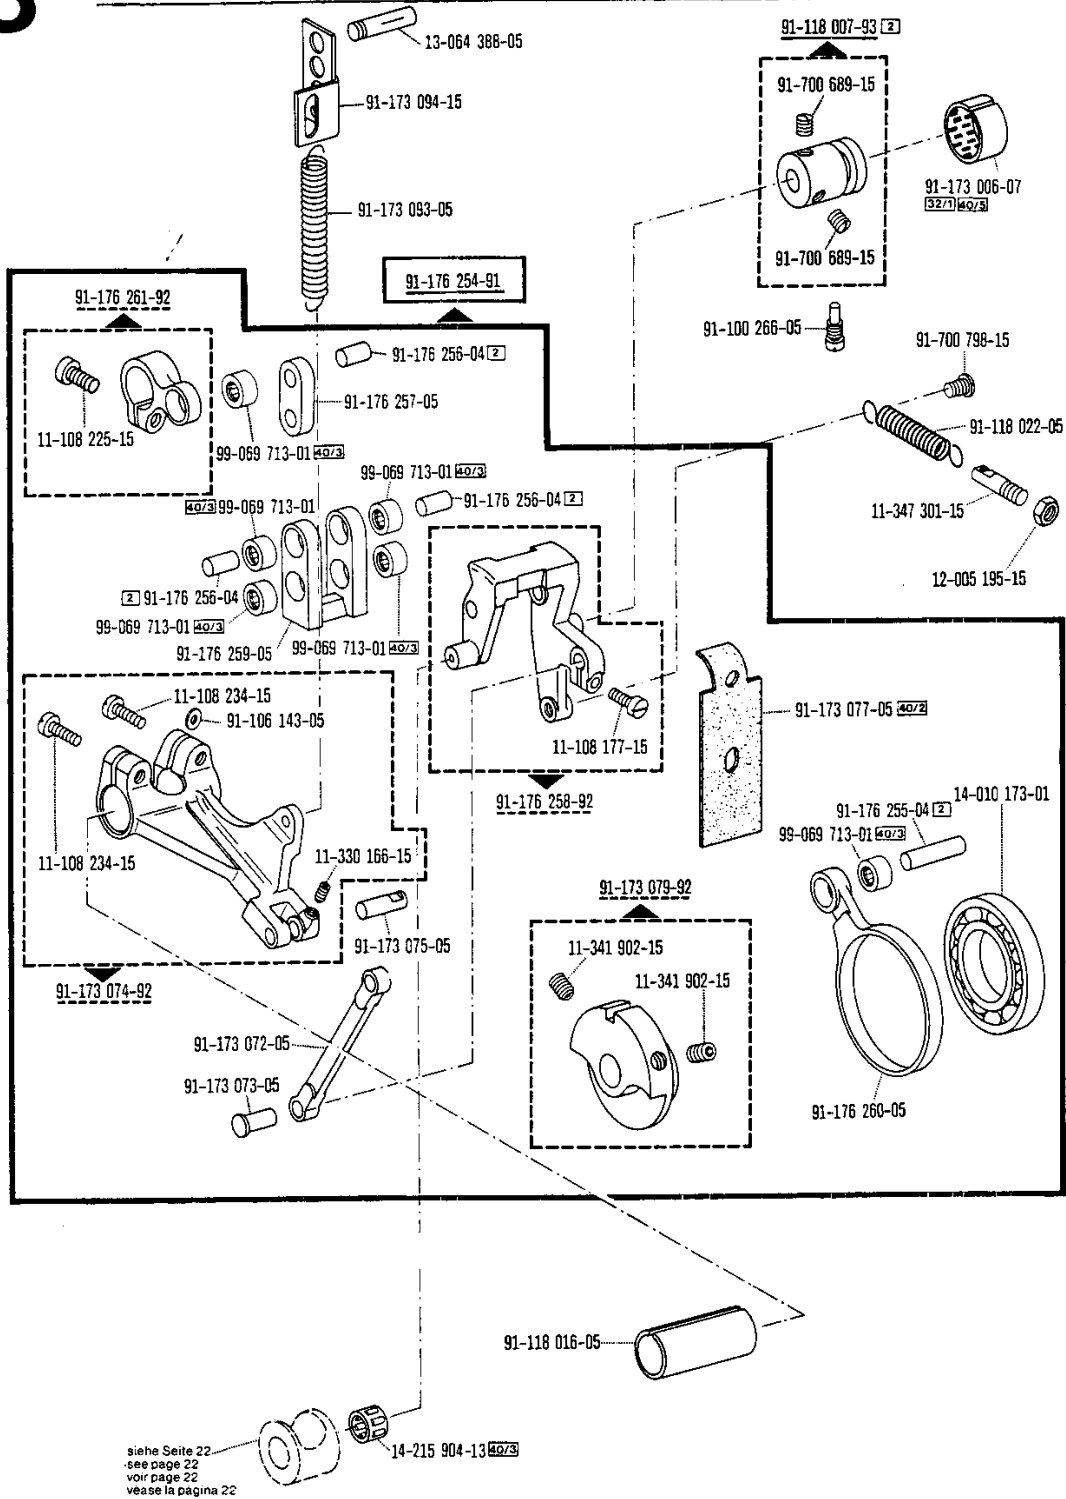 13-064 388-05
91-118 007-93 2
91-700 689-15
91-173 094-15
91-173 006-07
32/1 40/5
91-173 093-05
91-700 689-15
91-176 254-91
91-176 261-92
91-100 266-05
91-700 798-15
91-176 256-04 2
91-176 257-05
91-118 022-05
11-108 225-15
99-069 713-01 40/3
99-069 713-01 40/3
91-176 256-04 2
40/3 99-069 713-01
11-347 301-15
12-005 195-15
2 91-176 256-04
99-069 713-01 40/3
91-176 259-05
99-069 713-01 40/3
11-108 234-15
91-106 143-05
91-173 077-05 40/2
11-108 177-15
91-176 258-92
14-010 173-01
91-176 255-04 2
99-069 713-01 40/3
11-108 234-15
11-330 166-15
91-173 079-92
91-173 075-05
11-341 902-15
11-341 902-15
91-173 074-92
91-173 072-05
91-173 073-05
91-176 260-05
91-118 016-05
14-215 904-13 40/3
siehe Seite 22
see page 22
voir page 22
vease la pagina 22